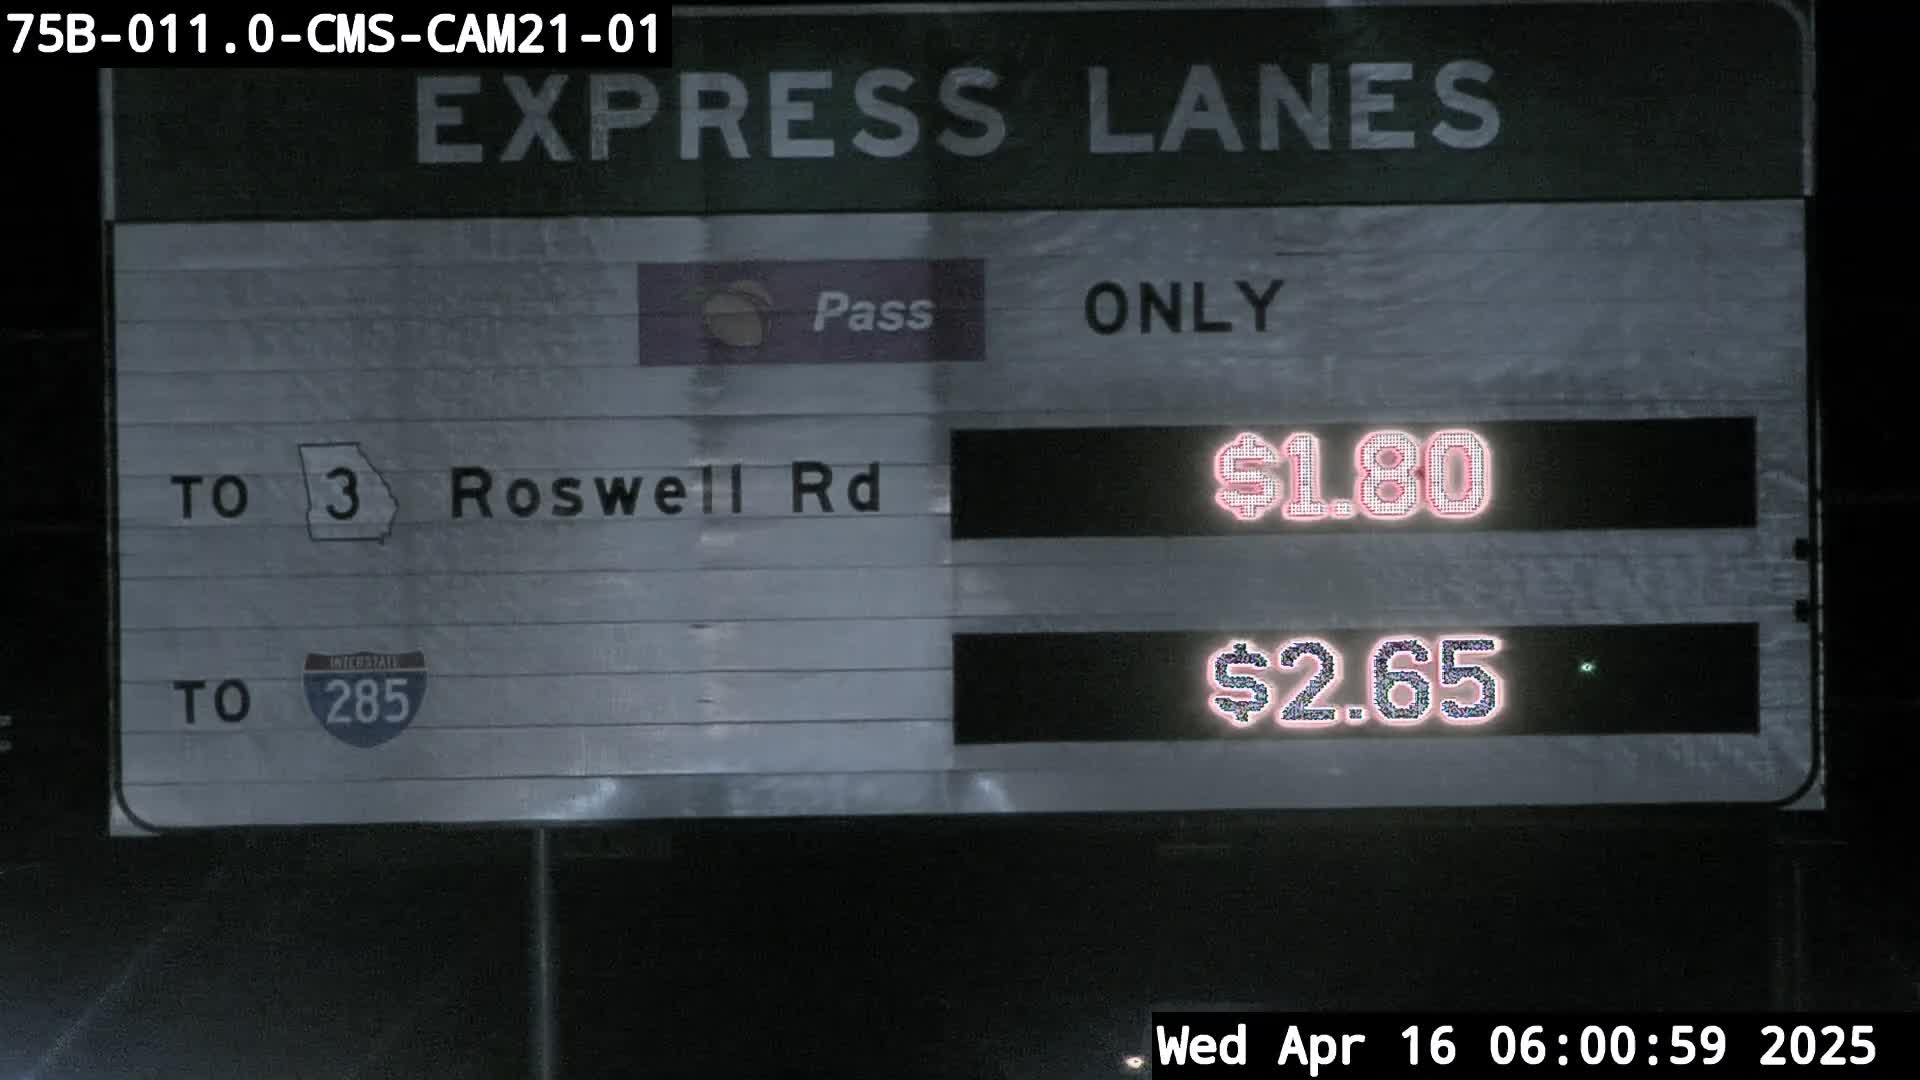 75B-011.0-CMS-CAM21-01
EXPRESS LANES
Pass ONLY
TO 3 Roswell Rd $1.80
TO INTERSTATE 285 $2.65
Wed Apr 16 06:00:59 2025